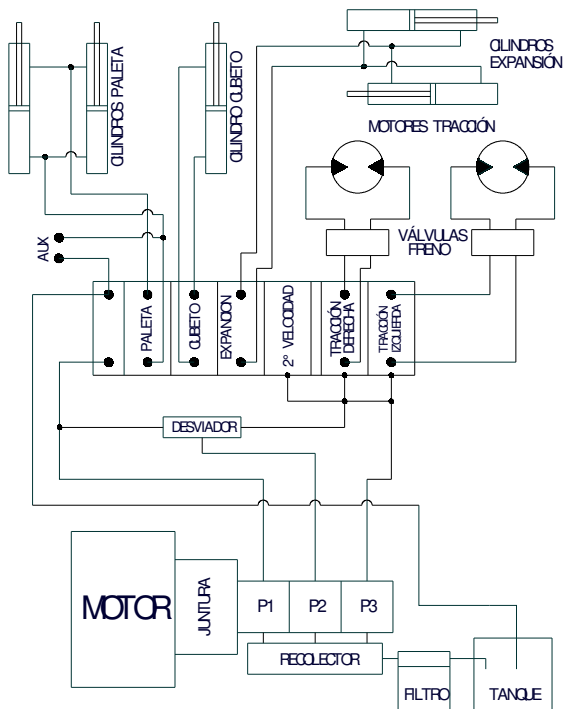 CILINDROS PALETA
CILINDRO CUBETO
CILINDROS
EXPANSIÓN
MOTORES TRACCIÓN
VÁLVULAS
FRENO
AUX
PALETA
CUBETO
EXPANCION
2º VELOCIDAD
TRACCIÓN
DERECHA
TRACCIÓN
IZQUIERDA
DESVIADOR
MOTOR
JUNTURA
P1
P2
P3
RECOLECTOR
FILTRO
TANQUE